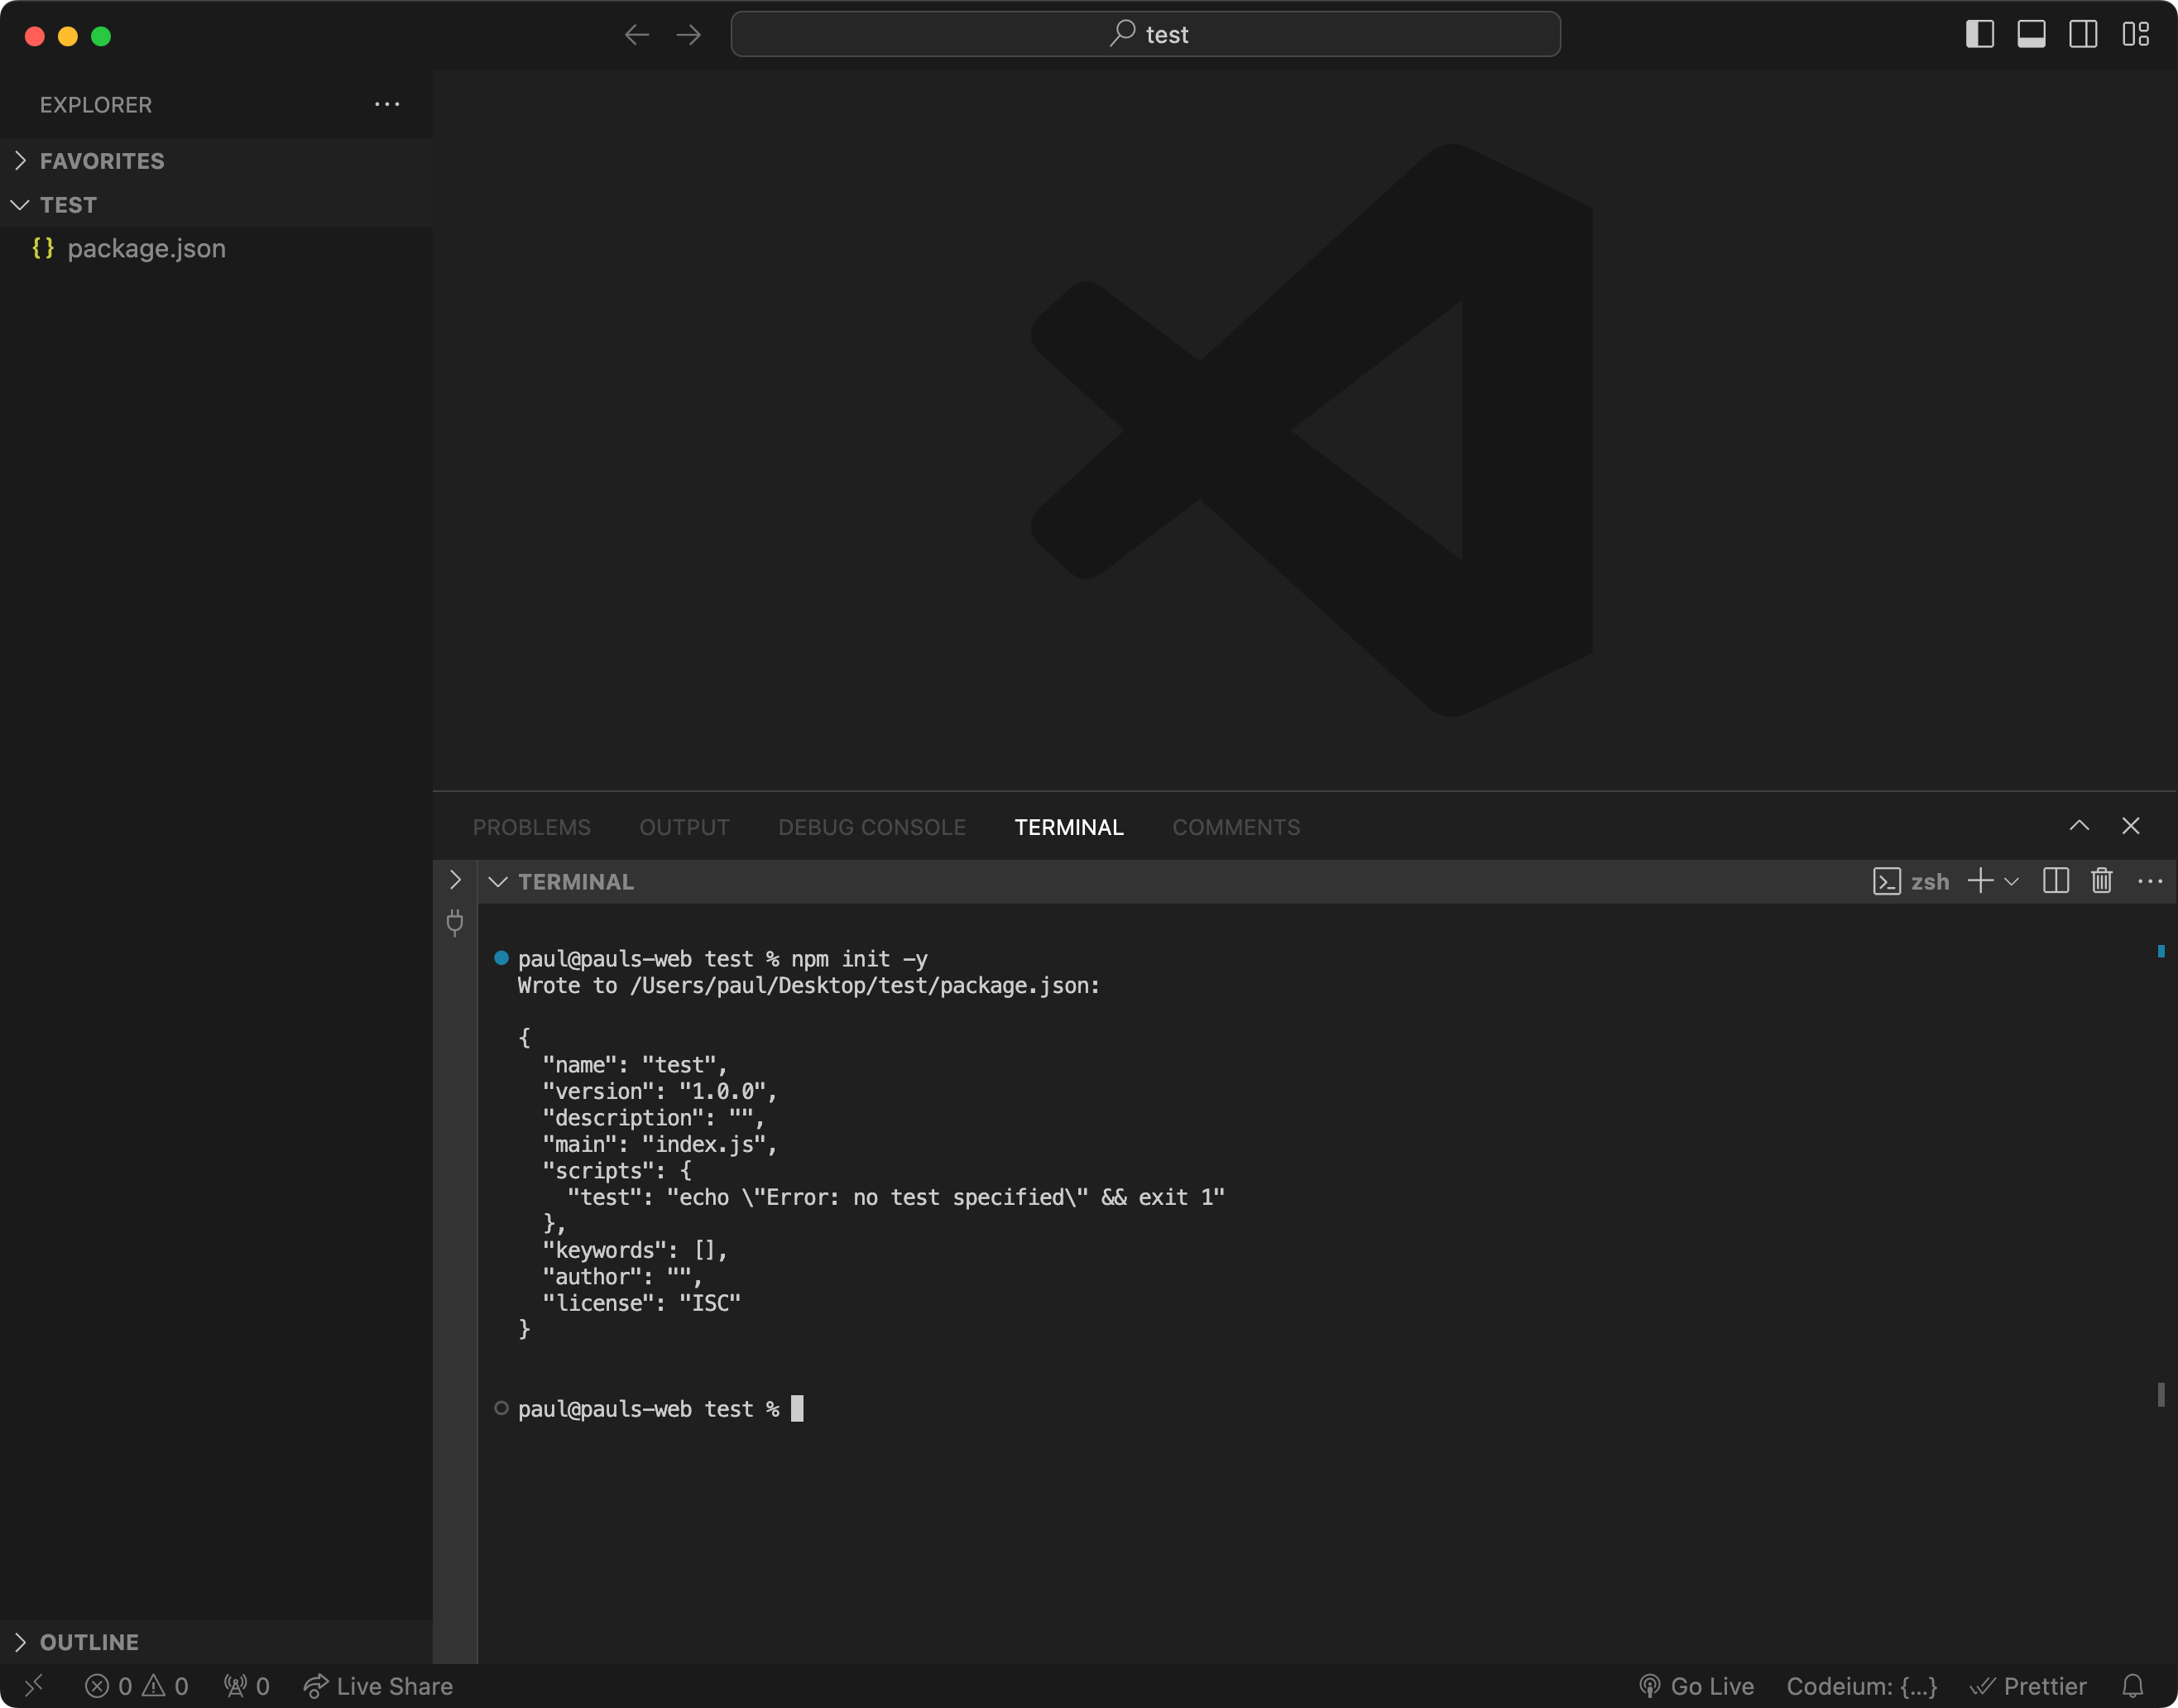 test
EXPLORER
FAVORITES
TEST
{} package.json
PROBLEMS OUTPUT DEBUG CONSOLE TERMINAL COMMENTS
TERMINAL
zsh
paul@pauls-web test % npm init -y
Wrote to /Users/paul/Desktop/test/package.json:
{
  "name": "test",
  "version": "1.0.0",
  "description": "",
  "main": "index.js",
  "scripts": {
    "test": "echo \"Error: no test specified\" && exit 1"
  },
  "keywords": [],
  "author": "",
  "license": "ISC"
}
paul@pauls-web test %
OUTLINE
0 0 0 Live Share
Go Live Codeium: {...} Prettier